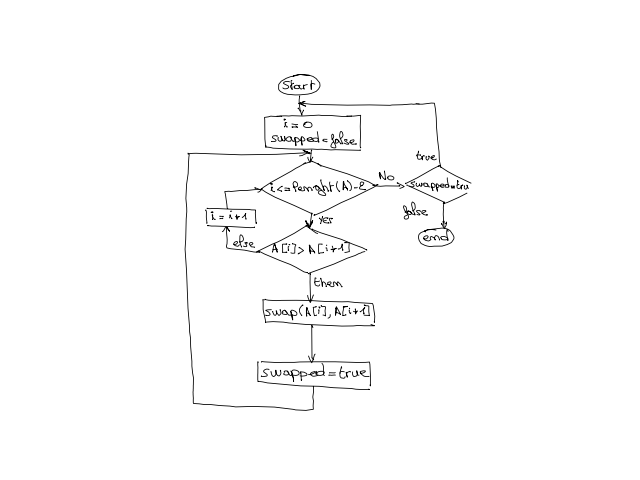 Start
i = 0
swapped = false
i <= lenght(A)-2
No
true
swapped = tru
false
end
yes
i = i+1
else
A[i] > A[i+1]
then
swap(A[i], A[i+1]
swapped = true